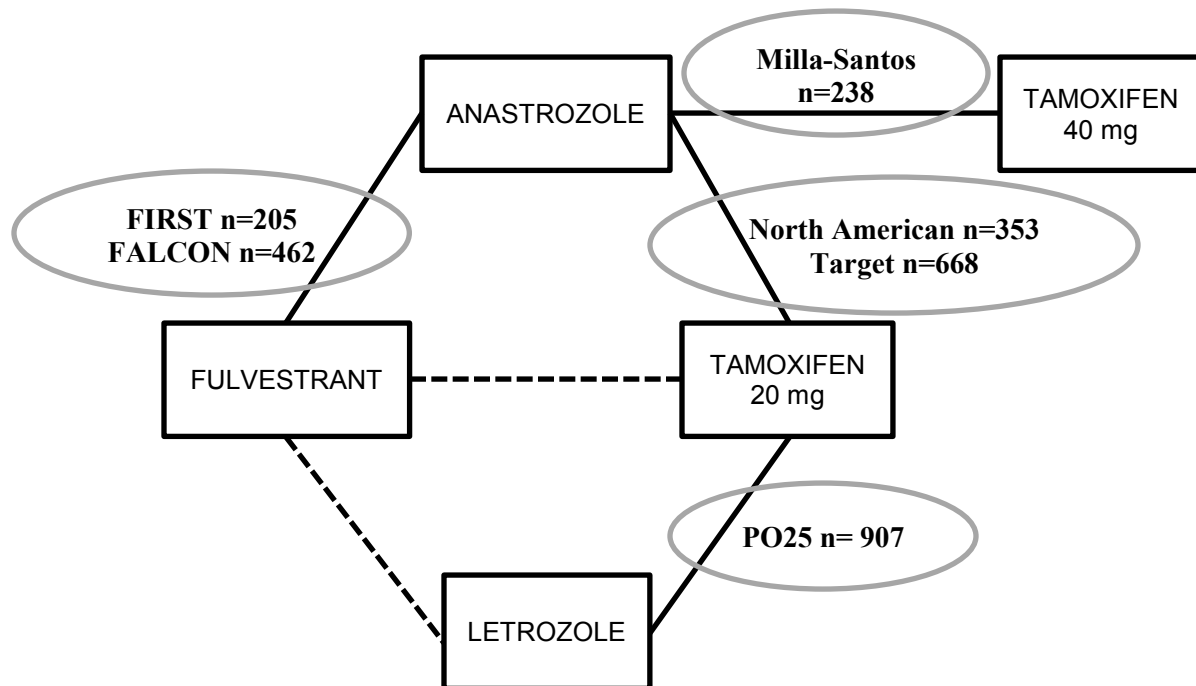 Milla-Santos
n=238
ANASTROZOLE
TAMOXIFEN
40 mg
FIRST n=205
FALCON n=462
North American n=353
Target n=668
FULVESTRANT
TAMOXIFEN
20 mg
PO25 n= 907
LETROZOLE